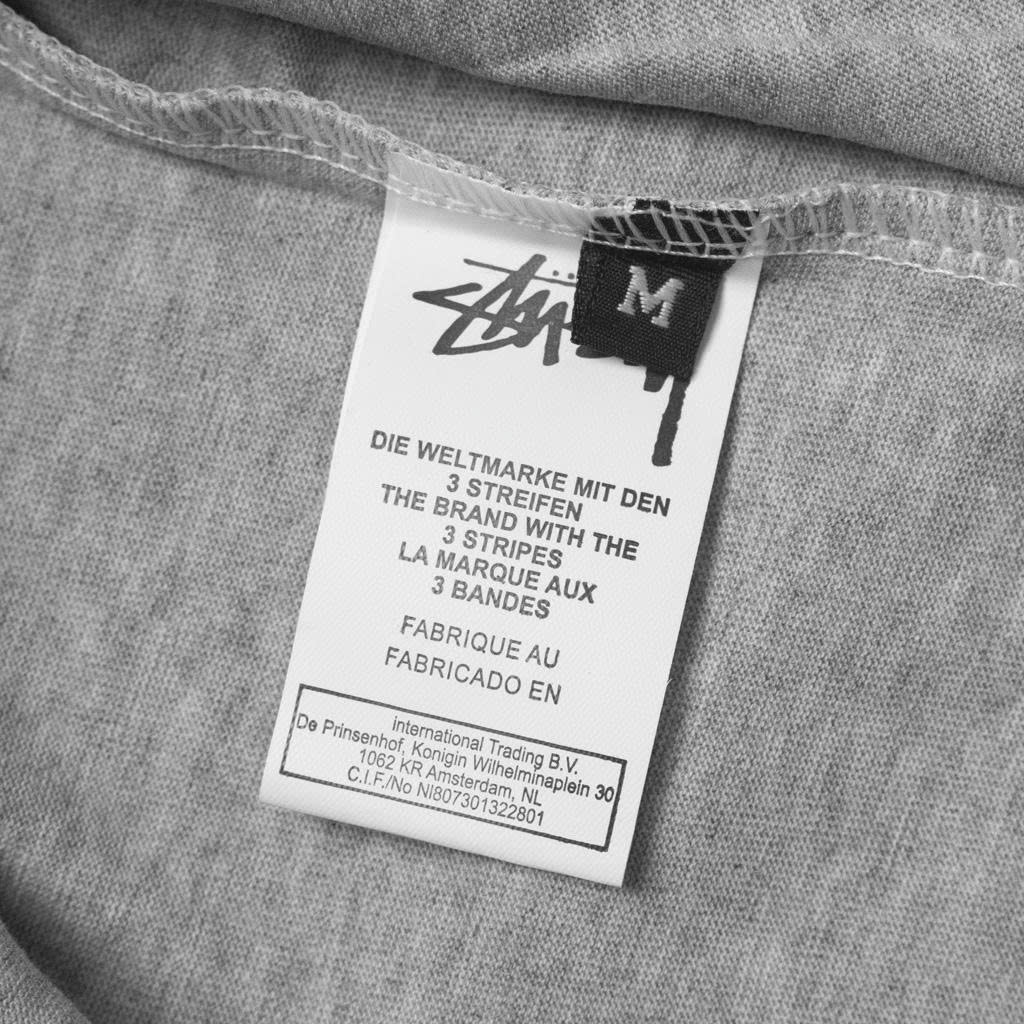 Stüssy
M
DIE WELTMARKE MIT DEN
3 STREIFEN
THE BRAND WITH THE
3 STRIPES
LA MARQUE AUX
3 BANDES
FABRIQUE AU
FABRICADO EN
international Trading B.V.
De Prinsenhof, Konigin Wilhelminaplein 30
1062 KR Amsterdam, NL
C.I.F./No Nl807301322801